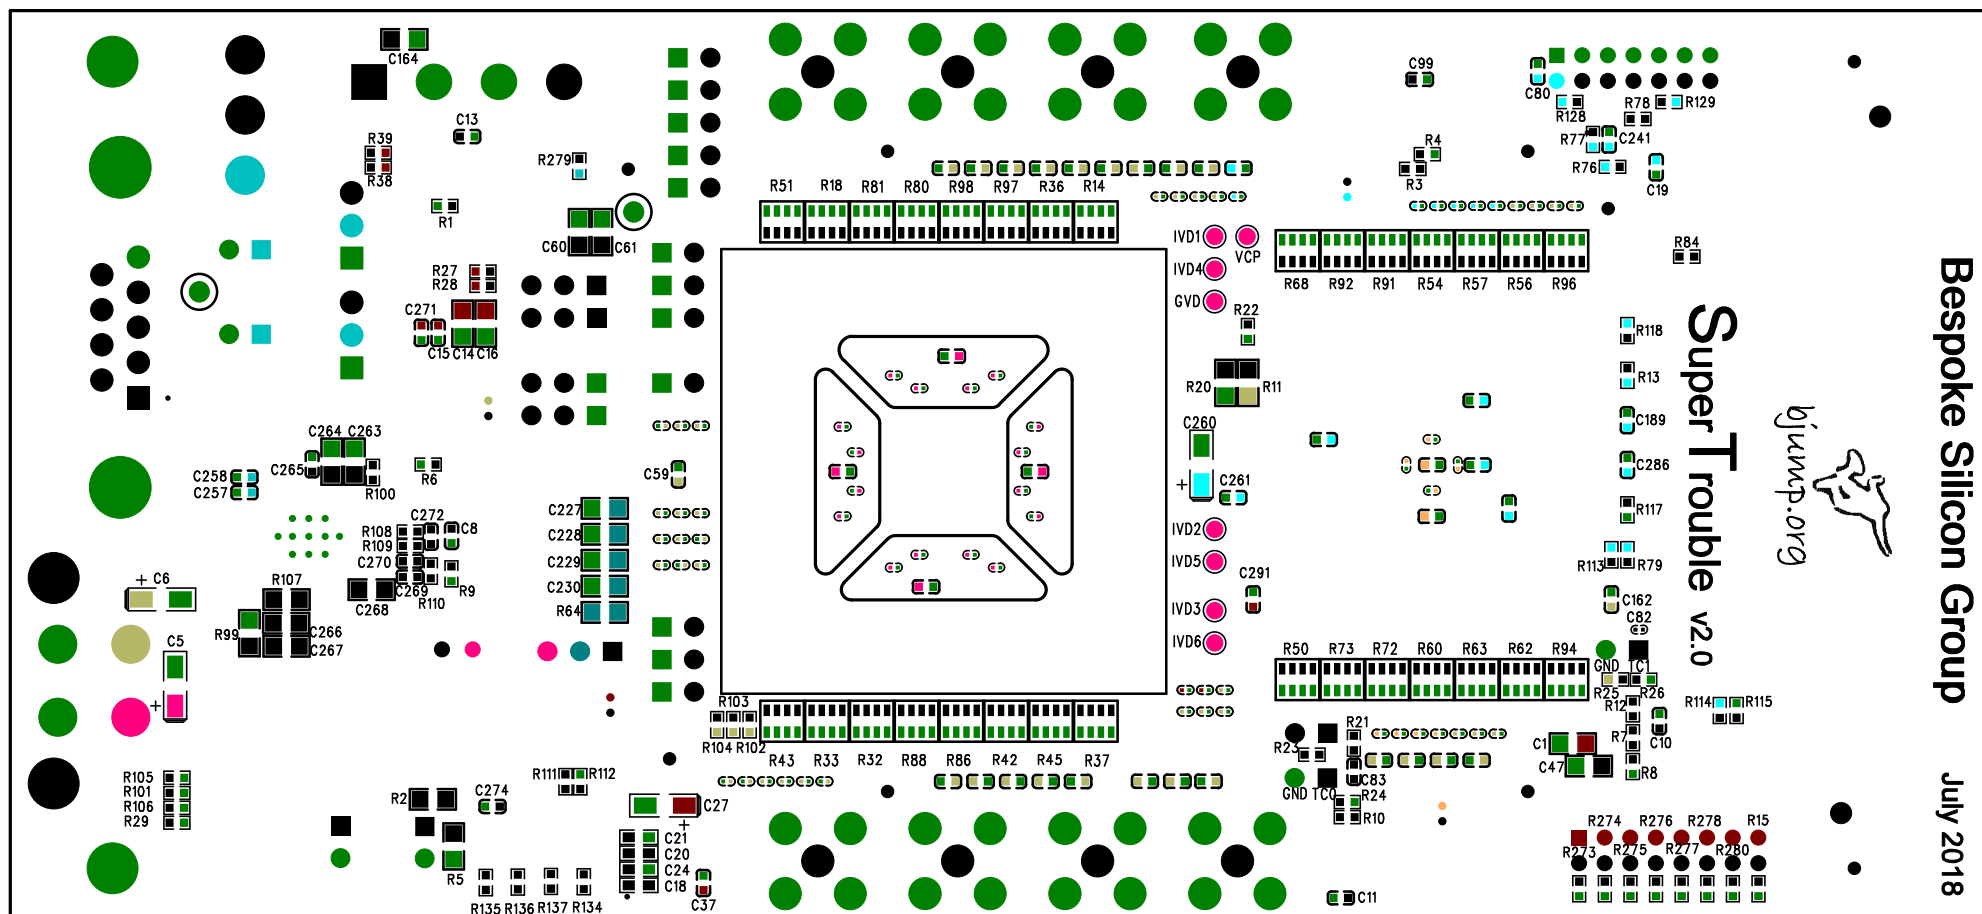 C164
C13
R39
R38
R279
R1
C60 C61
R27
R28
C271
C15 C14 C16
C99
R4
R3
C80
R128
R78
R129
R77
C241
R76
C19
R51 R18 R81 R80 R98 R97 R36 R14
IVD1
VCP
IVD4
GVD
R22
R20 R11
R68 R92 R91 R54 R57 R56 R96
R84
R118
R13
C189
C286
R117
R113 R79
C162
C82
C264 C263
C265
C258
C257
R100
R6
C59
C260
+
C261
C272 C8
R108
R109
C270
C269
R110 R9
C227
C228
C229
C230
R64
IVD2
IVD5
IVD3
IVD6
C291
+ C6
R107
C268
R99
C266
C267
C5
+
R50 R73 R72 R60 R63 R62 R94
GND TC1
R25 R26
R12
R7
R8
C10
R114 R115
R103
R104 R102
R43 R33 R32 R88 R86 R42 R45 R37
R21
R23
C83
GND TC0
R24
R10
C1
C47
R105
R101
R106
R29
R111 R112
R2
C274
C27
+
R5
C21
C20
C24
C18
C37
R135 R136 R137 R134
C11
R274 R276 R278 R15
R273 R275 R277 R280
Bespoke Silicon Group
July 2018
SuperTrouble v2.0
bjump.org